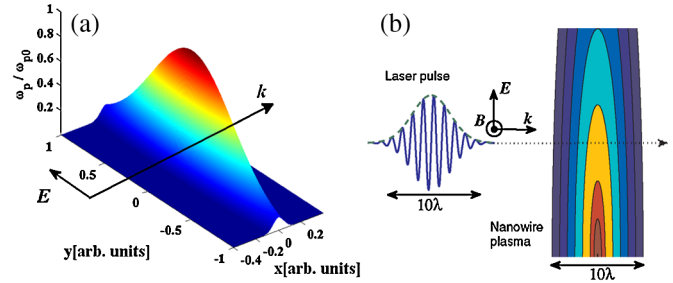 (a)
ω_p / ω_p0
1
0.8
0.6
0.4
0.2
1
0.5
0
-0.5
-1
y[arb. units]
-0.4
-0.2
0
0.2
x[arb. units]
k
E
(b)
Laser pulse
E
B
k
10λ
Nanowire
plasma
10λ